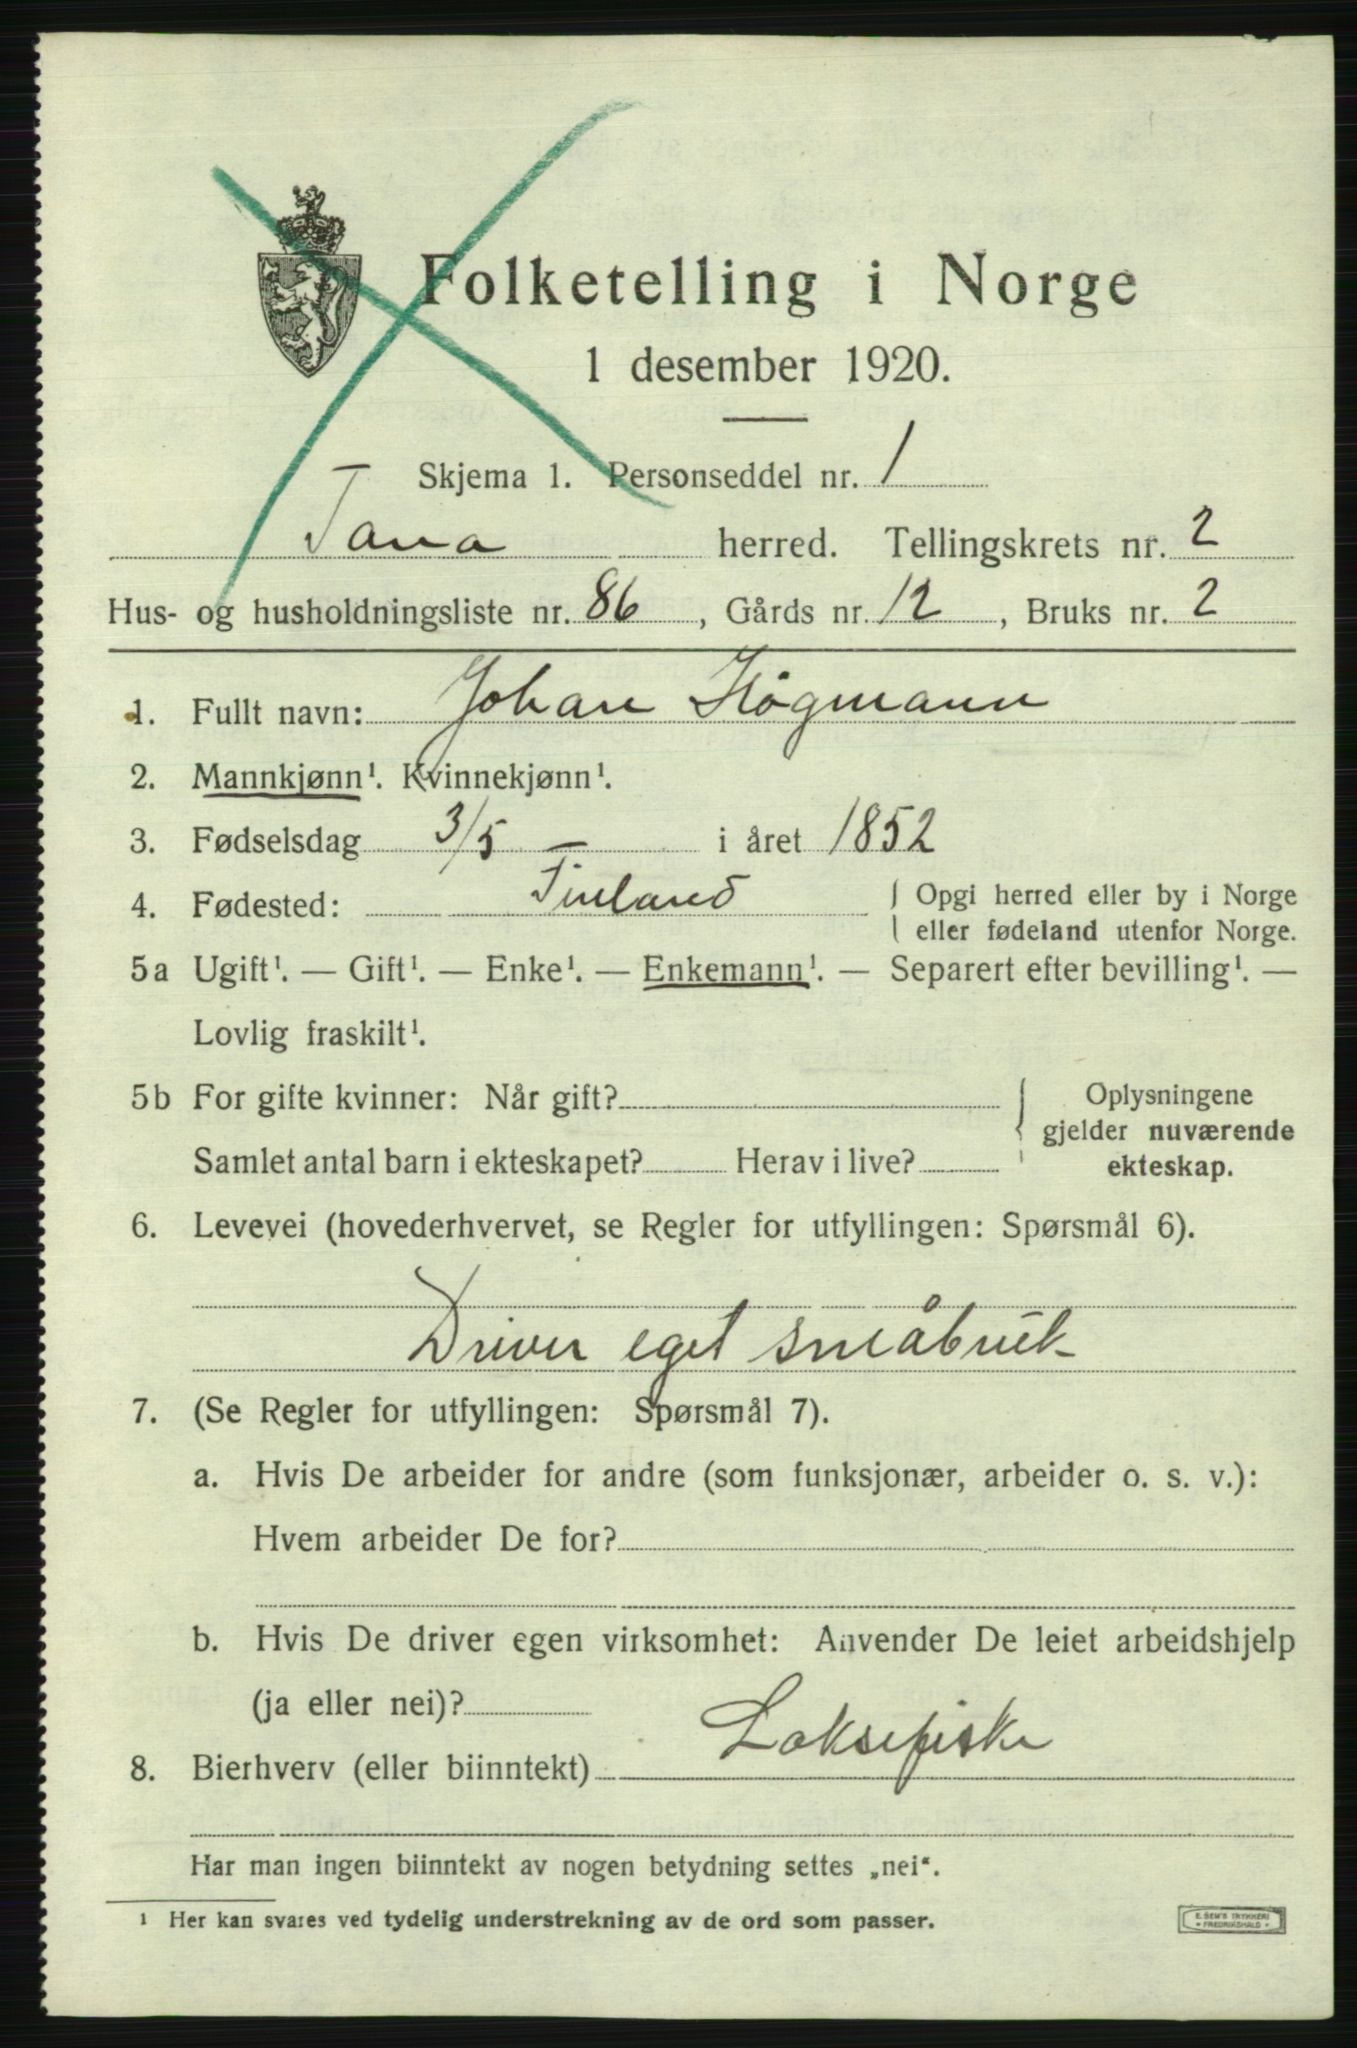 Folketelling i Norge
1 desember 1920.
Skjema 1. Personseddel nr. 1
Tana herred. Tellingskrets nr. 2
Hus- og husholdningsliste nr. 86, Gårds nr. 12, Bruks nr. 2
1. Fullt navn: Johan Høgmann
2. Mannkjønn¹. Kvinnekjønn¹.
3. Fødselsdag 3/5 i året 1852
4. Fødested: Finland { Opgi herred eller by i Norge
eller fødeland utenfor Norge.
5a Ugift¹. — Gift¹. — Enke¹. — Enkemann¹. — Separert efter bevilling¹. —
Lovlig fraskilt¹.
5b For gifte kvinner: Når gift? { Oplysningene
gjelder nuværende
Samlet antal barn i ekteskapet? Herav i live? ekteskap.
6. Levevei (hovederhvervet, se Regler for utfyllingen: Spørsmål 6).
Driver eget småbruk
7. (Se Regler for utfyllingen: Spørsmål 7).
a. Hvis De arbeider for andre (som funksjonær, arbeider o. s. v.):
Hvem arbeider De for?
b. Hvis De driver egen virksomhet: Anvender De leiet arbeidshjelp
(ja eller nei)?
8. Bierhverv (eller biinntekt) Laksefiske
Har man ingen biinntekt av nogen betydning settes „nei".
¹ Her kan svares ved tydelig understrekning av de ord som passer.
E. SEM'S TRYKKERI
FREDRIKSHALD